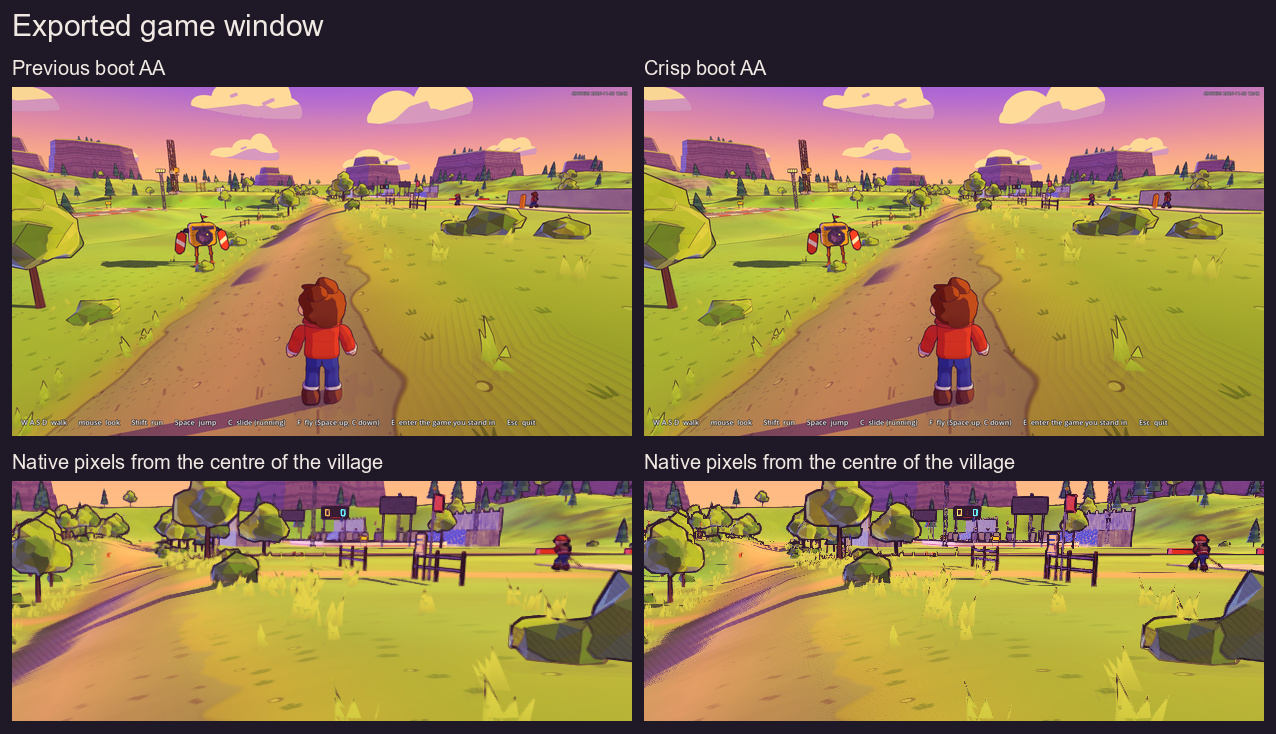 Exported game window
Previous boot AA
Crisp boot AA
W A S D walk mouse look Shift run Space jump C slide (running) F fly (Space up C down) E enter the game you stand in Esc quit
W A S D walk mouse look Shift run Space jump C slide (running) F fly (Space up C down) E enter the game you stand in Esc quit
Native pixels from the centre of the village
Native pixels from the centre of the village